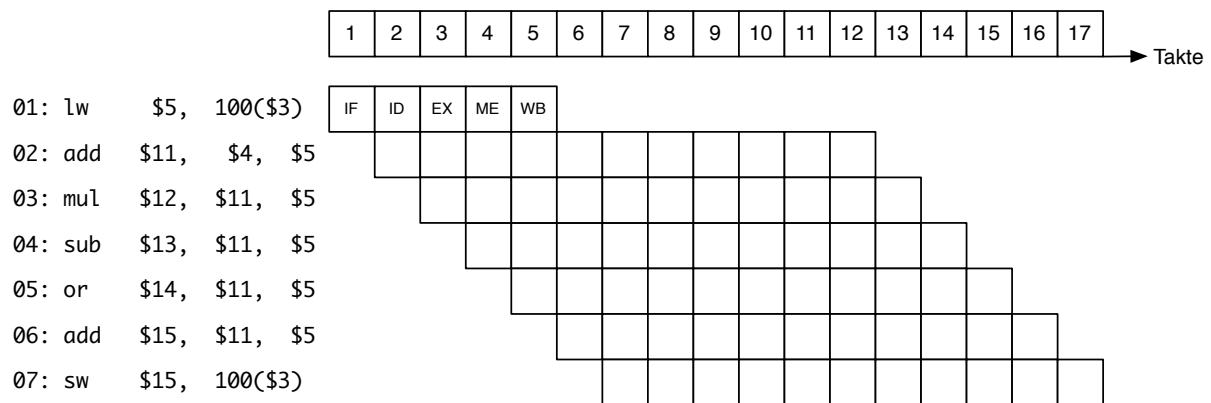 1 2 3 4 5 6 7 8 9 10 11 12 13 14 15 16 17
Takte
01: lw $5, 100($3) IF ID EX ME WB
02: add $11, $4, $5
03: mul $12, $11, $5
04: sub $13, $11, $5
05: or $14, $11, $5
06: add $15, $11, $5
07: sw $15, 100($3)